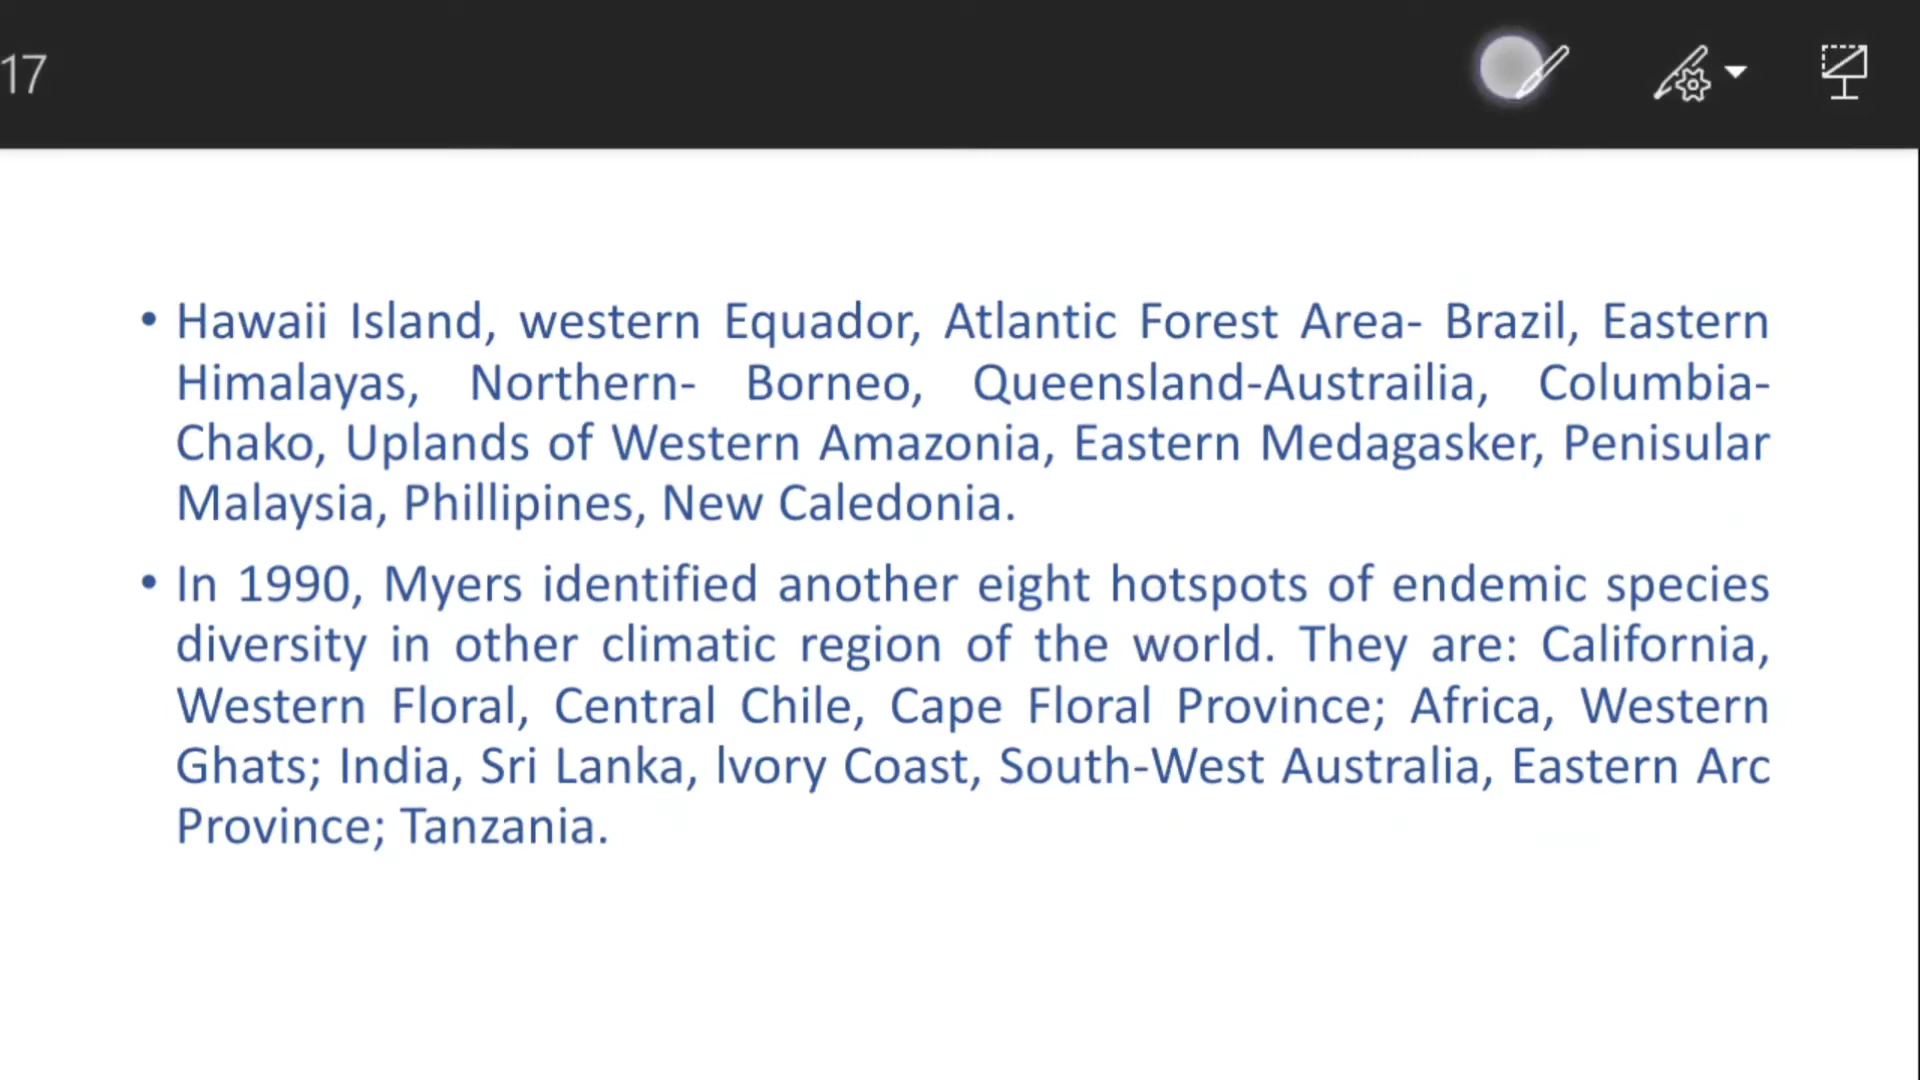 17
• Hawaii Island, western Equador, Atlantic Forest Area- Brazil, Eastern
Himalayas, Northern- Borneo, Queensland-Austrailia, Columbia-
Chako, Uplands of Western Amazonia, Eastern Medagasker, Penisular
Malaysia, Phillipines, New Caledonia.
• In 1990, Myers identified another eight hotspots of endemic species
diversity in other climatic region of the world. They are: California,
Western Floral, Central Chile, Cape Floral Province; Africa, Western
Ghats; India, Sri Lanka, lvory Coast, South-West Australia, Eastern Arc
Province; Tanzania.